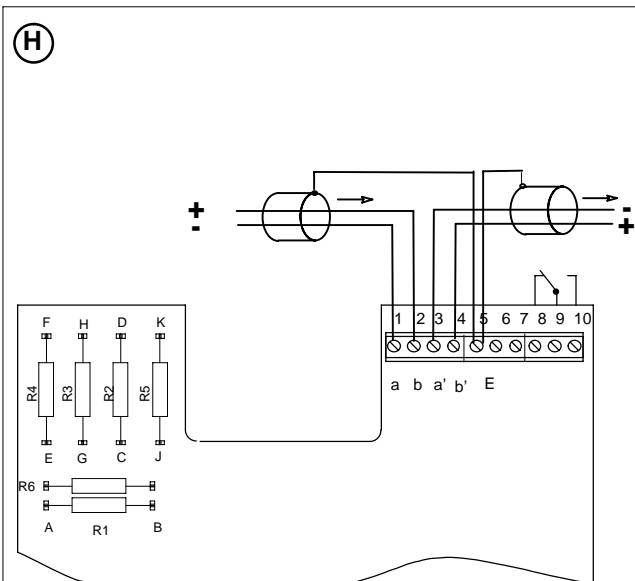 H
+
-
-
+
F H D K
1 2 3 4 5 6 7 8 9 10
R4 R3 R2 R5
a b a' b' E
E G C J
R6
A R1 B